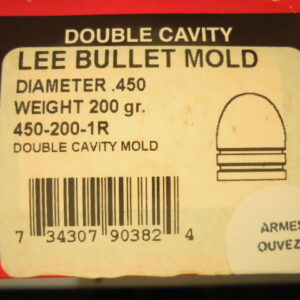 DOUBLE CAVITY
LEE BULLET MOLD
DIAMETER .450
WEIGHT 200 gr.
450-200-1R
DOUBLE CAVITY MOLD
7 34307 90382 4
ARMES
OUVEZ